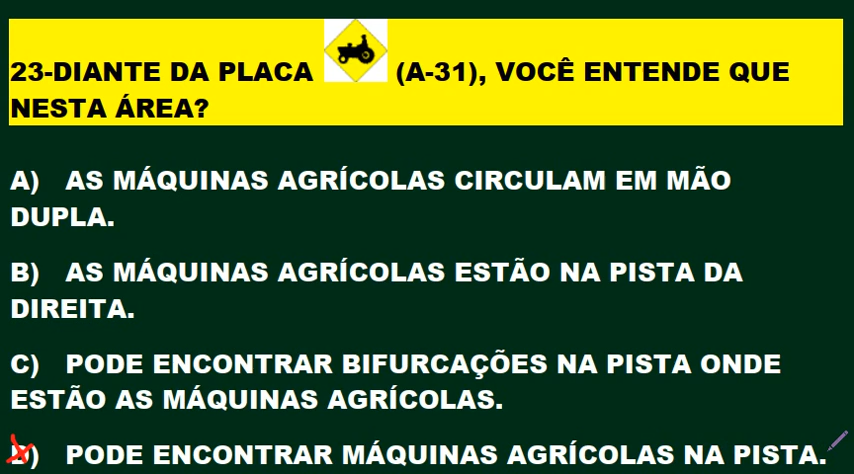 23-DIANTE DA PLACA (A-31), VOCÊ ENTENDE QUE
NESTA ÁREA?
A) AS MÁQUINAS AGRÍCOLAS CIRCULAM EM MÃO
DUPLA.
B) AS MÁQUINAS AGRÍCOLAS ESTÃO NA PISTA DA
DIREITA.
C) PODE ENCONTRAR BIFURCAÇÕES NA PISTA ONDE
ESTÃO AS MÁQUINAS AGRÍCOLAS.
D) PODE ENCONTRAR MÁQUINAS AGRÍCOLAS NA PISTA.